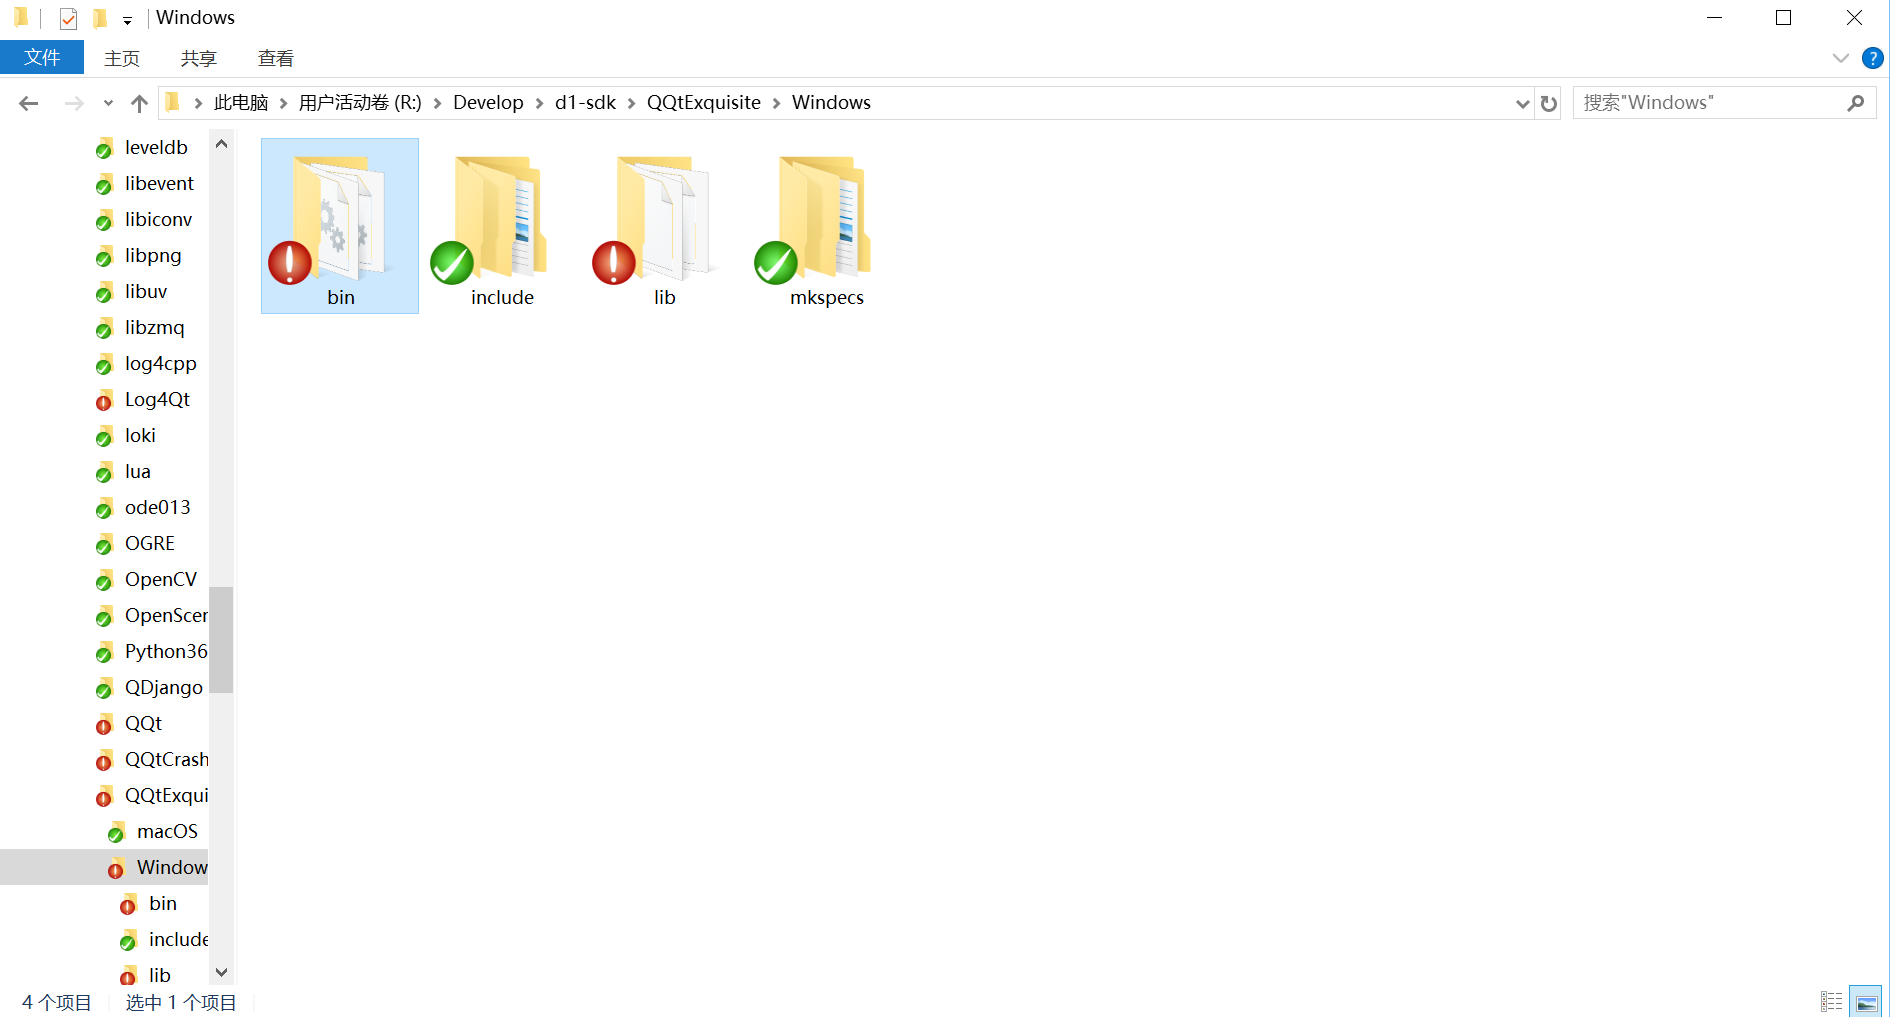 Windows
文件 主页 共享 查看
此电脑 用户活动卷 (R:) Develop d1-sdk QQtExquisite Windows
搜索"Windows"
leveldb
libevent
libiconv
libpng
libuv
libzmq
log4cpp
Log4Qt
loki
lua
ode013
OGRE
OpenCV
OpenScen
Python36
QDjango
QQt
QQtCrash
QQtExqui
macOS
Window
bin
include
lib
bin
include
lib
mkspecs
4 个项目 选中 1 个项目